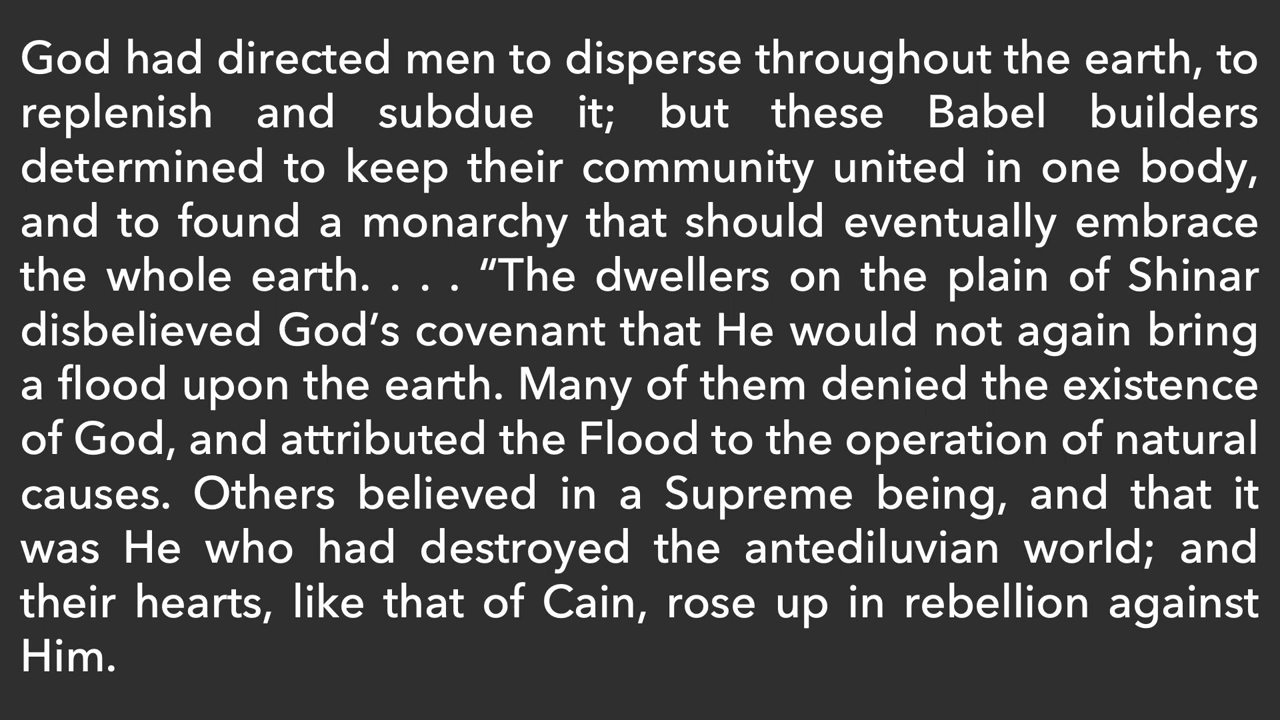 God had directed men to disperse throughout the earth, to
replenish and subdue it; but these Babel builders
determined to keep their community united in one body,
and to found a monarchy that should eventually embrace
the whole earth. . . . “The dwellers on the plain of Shinar
disbelieved God’s covenant that He would not again bring
a flood upon the earth. Many of them denied the existence
of God, and attributed the Flood to the operation of natural
causes. Others believed in a Supreme being, and that it
was He who had destroyed the antediluvian world; and
their hearts, like that of Cain, rose up in rebellion against
Him.